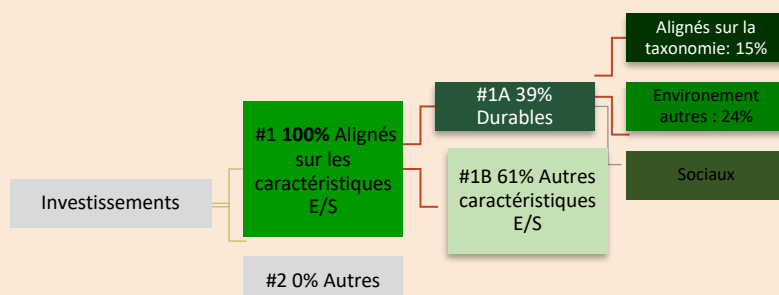 Investissements
#1 100% Alignés
sur les
caractéristiques
E/S
#2 0% Autres
#1A 39%
Durables
#1B 61% Autres
caractéristiques
E/S
Alignés sur la
taxonomie: 15%
Environement
autres : 24%
Sociaux